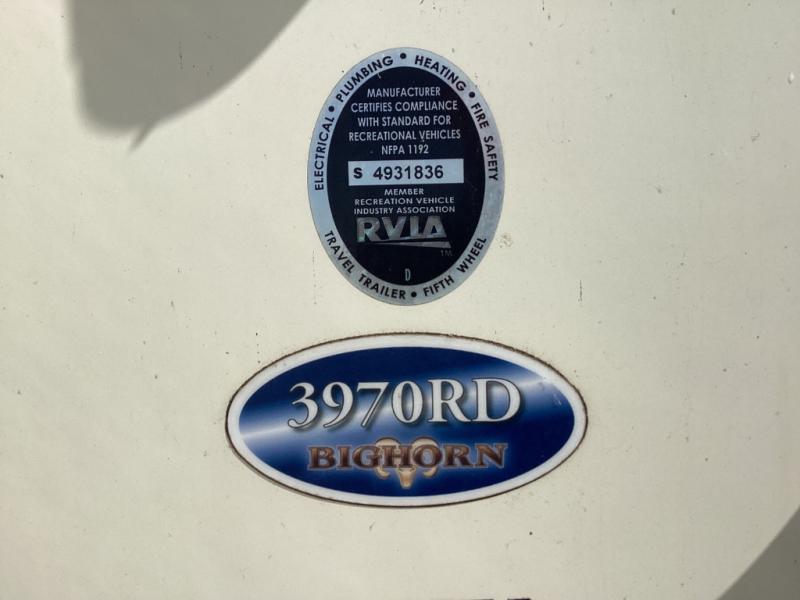 ELECTRICAL • PLUMBING • HEATING • FIRE SAFETY
MANUFACTURER
CERTIFIES COMPLIANCE
WITH STANDARD FOR
RECREATIONAL VEHICLES
NFPA 1192
S 4931836
MEMBER
RECREATION VEHICLE
INDUSTRY ASSOCIATION
RVIA
TM
D
TRAVEL TRAILER • FIFTH WHEEL
3970RD
BIGHORN